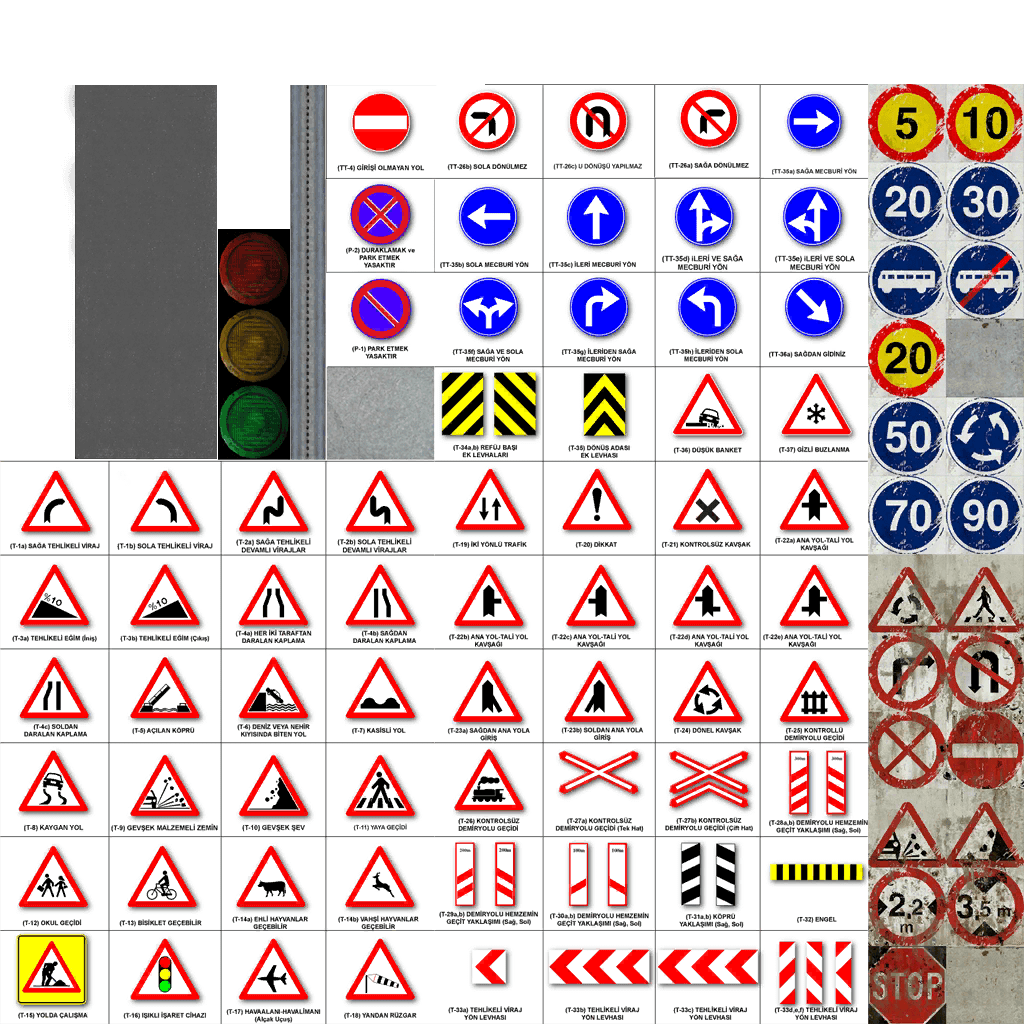 5
10
(TT-4) GİRİŞİ OLMAYAN YOL
(TT-26b) SOLA DÖNÜLMEZ
(TT-26c) U DÖNÜŞÜ YAPILMAZ
(TT-26a) SAĞA DÖNÜLMEZ
(TT-35a) SAĞA MECBURİ YÖN
20
30
(P-2) DURAKLAMAK ve
PARK ETMEK
YASAKTIR
(TT-35b) SOLA MECBURİ YÖN
(TT-35c) İLERİ MECBURİ YÖN
(TT-35d) iLERİ VE SAĞA
MECBURİ YÖN
(TT-35e) iLERİ VE SOLA
MECBURİ YÖN
(P-1) PARK ETMEK
YASAKTIR
(TT-35f) SAĞA VE SOLA
MECBURİ YÖN
(TT-35g) İLERİDEN SAĞA
MECBURİ YÖN
(TT-35h) İLERİDEN SOLA
MECBURİ YÖN
(TT-36a) SAĞDAN GİDİNİZ
20
(T-34a,b) REFÜJ BAŞI
EK LEVHALARI
(T-35) DÖNÜŞ ADASI
EK LEVHASI
(T-36) DÜŞÜK BANKET
(T-37) GİZLİ BUZLANMA
50
(T-1a) SAĞA TEHLİKELİ VİRAJ
(T-1b) SOLA TEHLİKELİ VİRAJ
(T-2a) SAĞA TEHLİKELİ
DEVAMLI VİRAJLAR
(T-2b) SOLA TEHLİKELİ
DEVAMLI VİRAJLAR
(T-19) İKİ YÖNLÜ TRAFİK
(T-20) DİKKAT
(T-21) KONTROLSÜZ KAVŞAK
(T-22a) ANA YOL-TALİ YOL
KAVŞAĞI
70
90
%10
(T-3a) TEHLİKELİ EĞİM (İniş)
%10
(T-3b) TEHLİKELİ EĞİM (Çıkış)
(T-4a) HER İKİ TARAFTAN
DARALAN KAPLAMA
(T-4b) SAĞDAN
DARALAN KAPLAMA
(T-22b) ANA YOL-TALİ YOL
KAVŞAĞI
(T-22c) ANA YOL-TALİ YOL
KAVŞAĞI
(T-22d) ANA YOL-TALİ YOL
KAVŞAĞI
(T-22e) ANA YOL-TALİ YOL
KAVŞAĞI
(T-4c) SOLDAN
DARALAN KAPLAMA
(T-5) AÇILAN KÖPRÜ
(T-6) DENİZ VEYA NEHİR
KIYISINDA BİTEN YOL
(T-7) KASİSLİ YOL
(T-23a) SAĞDAN ANA YOLA
GİRİŞ
(T-23b) SOLDAN ANA YOLA
GİRİŞ
(T-24) DÖNEL KAVŞAK
(T-25) KONTROLLÜ
DEMİRYOLU GEÇİDİ
(T-8) KAYGAN YOL
(T-9) GEVŞEK MALZEMELİ ZEMİN
(T-10) GEVŞEK ŞEV
(T-11) YAYA GEÇİDİ
(T-26) KONTROLSÜZ
DEMİRYOLU GEÇİDİ
(T-27a) KONTROLSÜZ
DEMİRYOLU GEÇİDİ (Tek Hat)
(T-27b) KONTROLSÜZ
DEMİRYOLU GEÇİDİ (Çift Hat)
300m
300m
(T-28a,b) DEMİRYOLU HEMZEMİN
GEÇİT YAKLAŞIMI (Sağ, Sol)
(T-12) OKUL GEÇİDİ
(T-13) BİSİKLET GEÇEBİLİR
(T-14a) EHLİ HAYVANLAR
GEÇEBİLİR
(T-14b) VAHŞİ HAYVANLAR
GEÇEBİLİR
200m
200m
(T-29a,b) DEMİRYOLU HEMZEMİN
GEÇİT YAKLAŞIMI (Sağ, Sol)
100m
100m
(T-30a,b) DEMİRYOLU HEMZEMİN
GEÇİT YAKLAŞIMI (Sağ, Sol)
(T-31a,b) KÖPRÜ
YAKLAŞIMI (Sağ, Sol)
(T-32) ENGEL
2,2
m
3,5 m
(T-15) YOLDA ÇALIŞMA
(T-16) IŞIKLI İŞARET CİHAZI
(T-17) HAVAALANI-HAVALİMANI
(Alçak Uçuş)
(T-18) YANDAN RÜZGAR
(T-33a) TEHLİKELİ VİRAJ
YÖN LEVHASI
(T-33b) TEHLİKELİ VİRAJ
YÖN LEVHASI
(T-33c) TEHLİKELİ VİRAJ
YÖN LEVHASI
(T-33d,e,f) TEHLİKELİ VİRAJ
YÖN LEVHASI
STOP